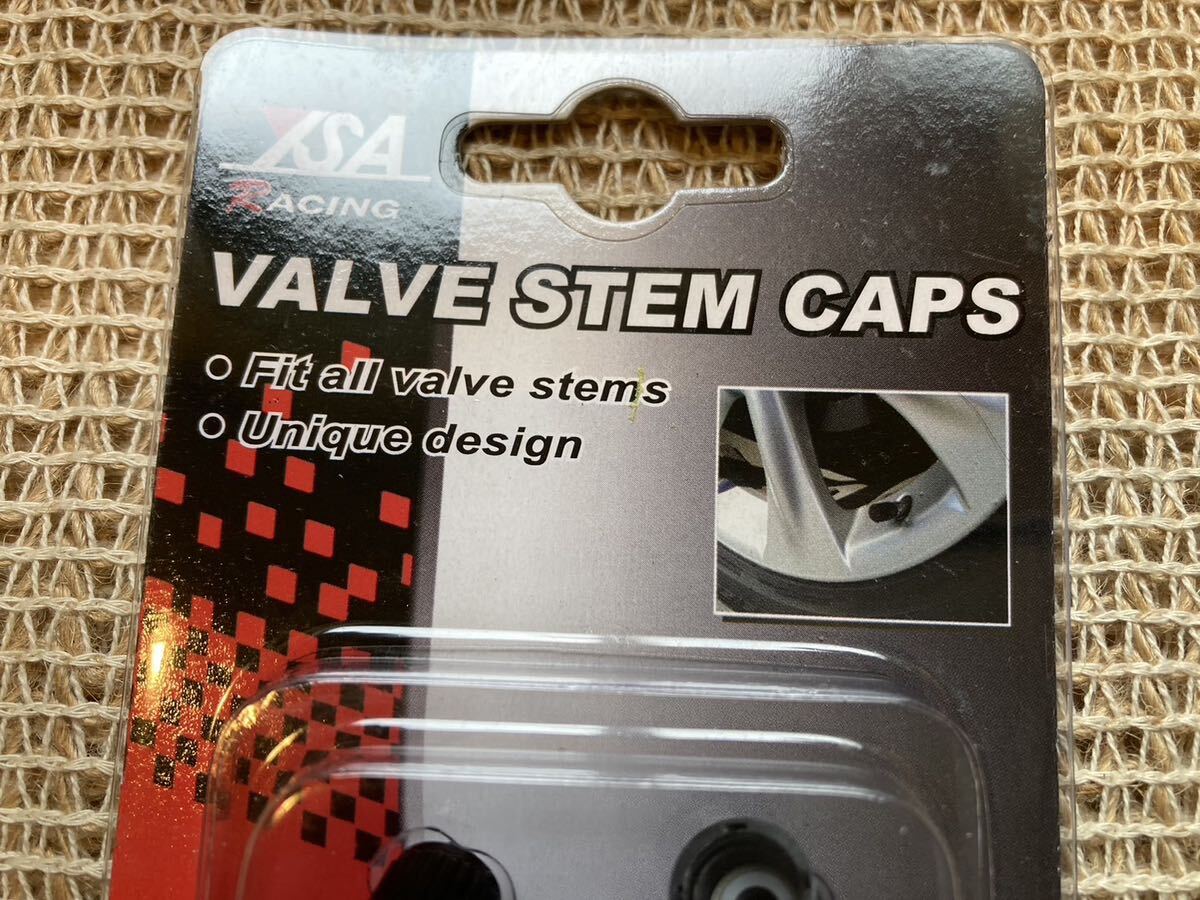 YSA
RACING
VALVE STEM CAPS
Fit all valve stems
Unique design